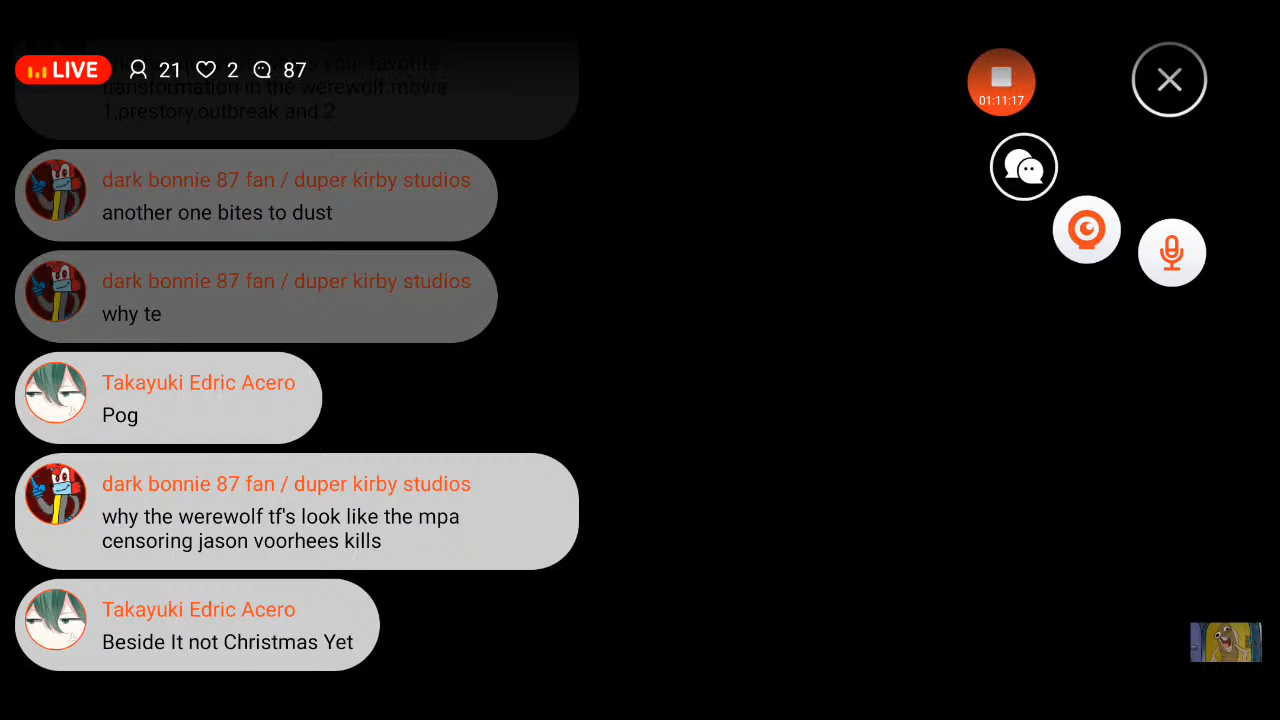 LIVE 21 2 87
your favorite
transformation in the werewolf movie
1,prestory,outbreak and 2
01:11:17
dark bonnie 87 fan / duper kirby studios
another one bites to dust
dark bonnie 87 fan / duper kirby studios
why te
Takayuki Edric Acero
Pog
dark bonnie 87 fan / duper kirby studios
why the werewolf tf's look like the mpa
censoring jason voorhees kills
Takayuki Edric Acero
Beside It not Christmas Yet